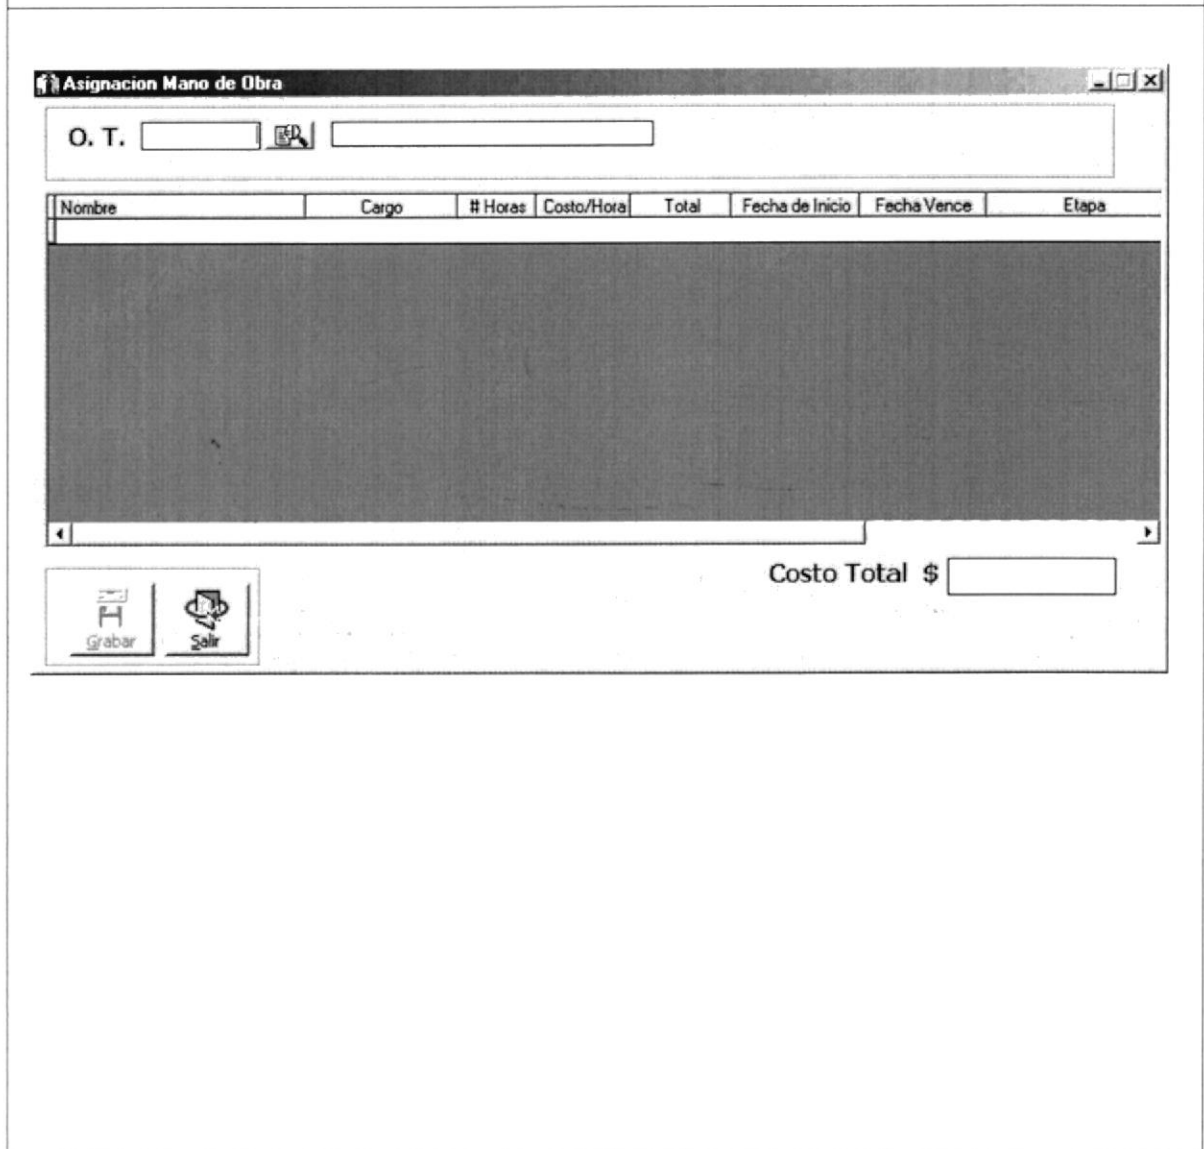 Asignacion Mano de Obra
O. T.
Nombre Cargo # Horas Costo/Hora Total Fecha de Inicio Fecha Vence Etapa
Costo Total $
Grabar Salir